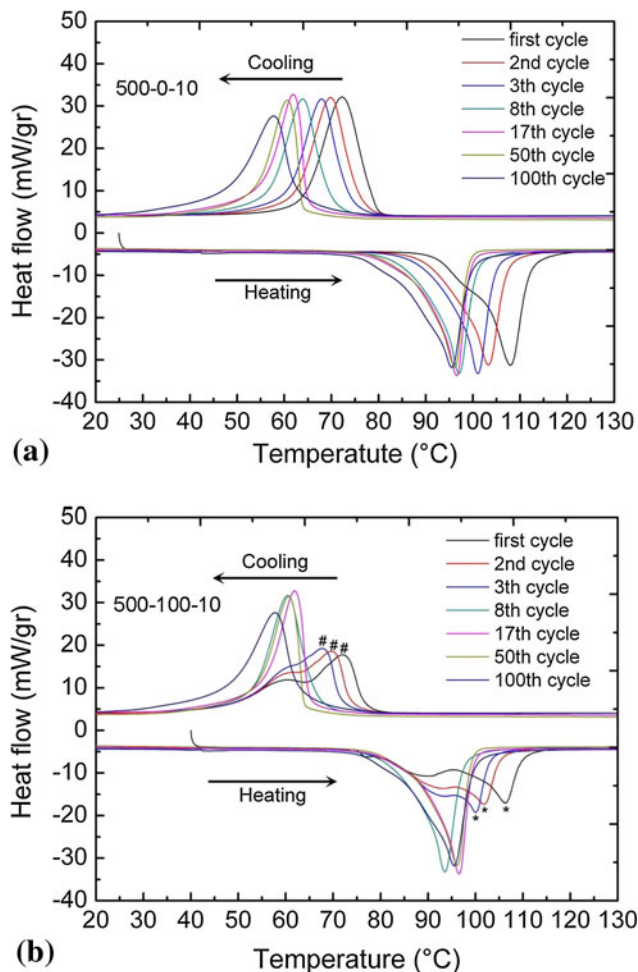 50
40
30
20
10
0
-10
-20
-30
-40
Heat flow (mW/gr)
500-0-10
Cooling
Heating
first cycle
2nd cycle
3th cycle
8th cycle
17th cycle
50th cycle
100th cycle
20 30 40 50 60 70 80 90 100 110 120 130
Temperatute (°C)
(a)
50
40
30
20
10
0
-10
-20
-30
-40
Heat flow (mW/gr)
500-100-10
Cooling
Heating
first cycle
2nd cycle
3th cycle
8th cycle
17th cycle
50th cycle
100th cycle
# # #
* * *
20 30 40 50 60 70 80 90 100 110 120 130
Temperature (°C)
(b)